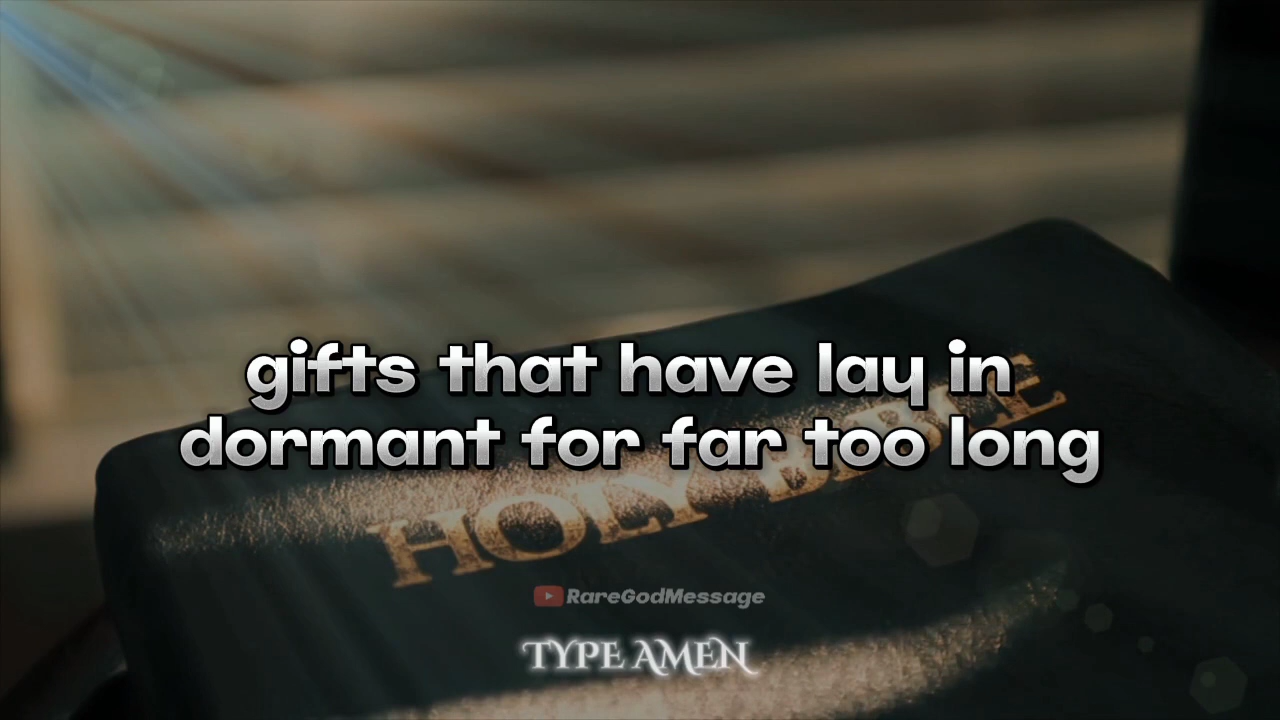 gifts that have lay in
dormant for far too long
HOLY BIBLE
RareGodMessage
TYPE AMEN